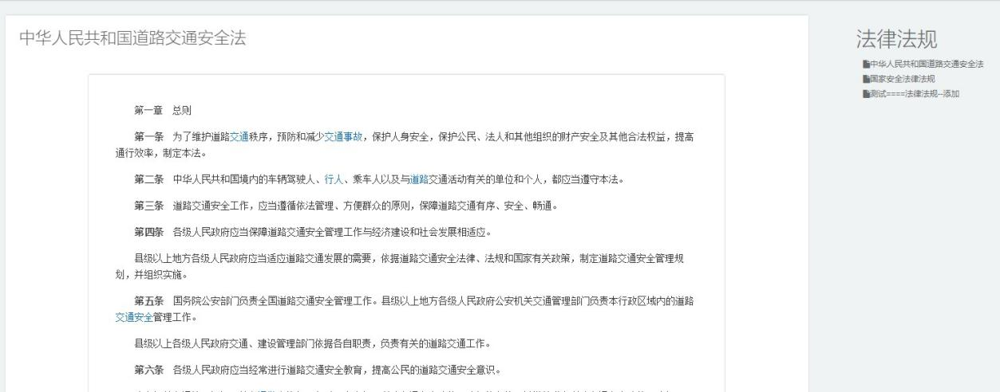 中华人民共和国道路交通安全法
第一章 总则
第一条 为了维护道路交通秩序，预防和减少交通事故，保护人身安全，保护公民、法人和其他组织的财产安全及其他合法权益，提高
通行效率，制定本法。
第二条 中华人民共和国境内的车辆驾驶人、行人、乘车人以及与道路交通活动有关的单位和个人，都应当遵守本法。
第三条 道路交通安全工作，应当遵循依法管理、方便群众的原则，保障道路交通有序、安全、畅通。
第四条 各级人民政府应当保障道路交通安全管理工作与经济建设和社会发展相适应。
县级以上地方各级人民政府应当适应道路交通发展的需要，依据道路交通安全法律、法规和国家有关政策，制定道路交通安全管理规
划，并组织实施。
第五条 国务院公安部门负责全国道路交通安全管理工作。县级以上地方各级人民政府公安机关交通管理部门负责本行政区域内的道路
交通安全管理工作。
县级以上各级人民政府交通、建设管理部门依据各自职责，负责有关的道路交通工作。
第六条 各级人民政府应当经常进行道路交通安全教育，提高公民的道路交通安全意识。
法律法规
中华人民共和国道路交通安全法
国家安全法律法规
测试====法律法规--添加